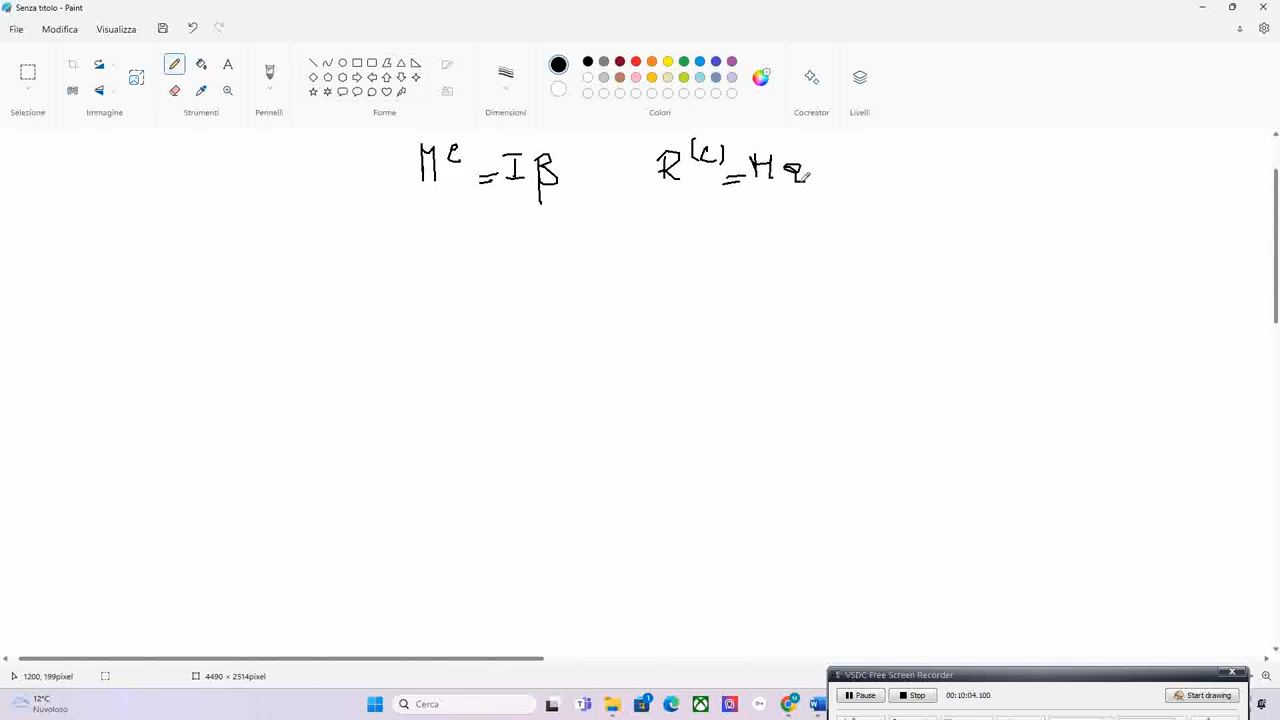 Senza titolo - Paint
File Modifica Visualizza
Selezione Immagine Strumenti Pennelli Forme Dimensioni Colori Cocreator Livelli
M^c = I β R^(c) = M a
1200, 199pixel 4490 × 2514pixel
VSDC Free Screen Recorder
Pause Stop 00:10:04.100 Start drawing
12°C
Nuvoloso
Cerca